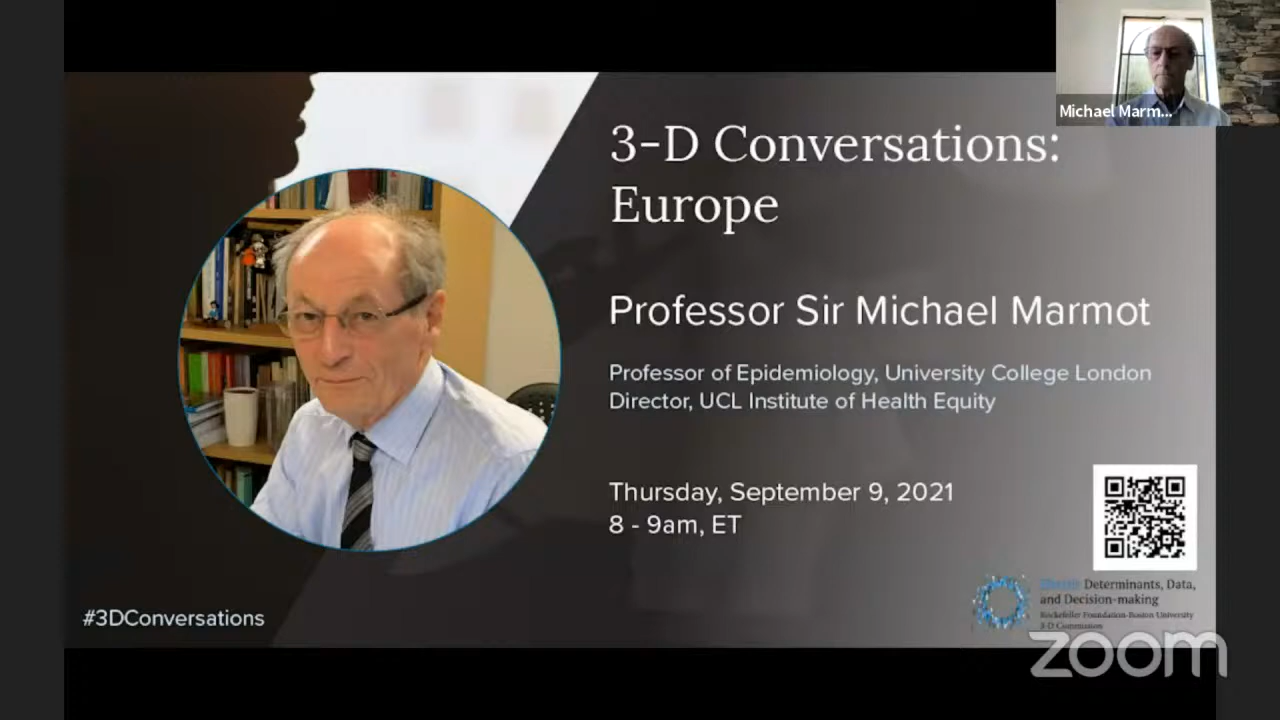 Michael Marm...
3-D Conversations:
Europe
Professor Sir Michael Marmot
Professor of Epidemiology, University College London
Director, UCL Institute of Health Equity
Thursday, September 9, 2021
8 - 9am, ET
#3DConversations
Determinants, Data,
and Decision-making
Rockefeller Foundation-Boston University
3-D Commission
zoom